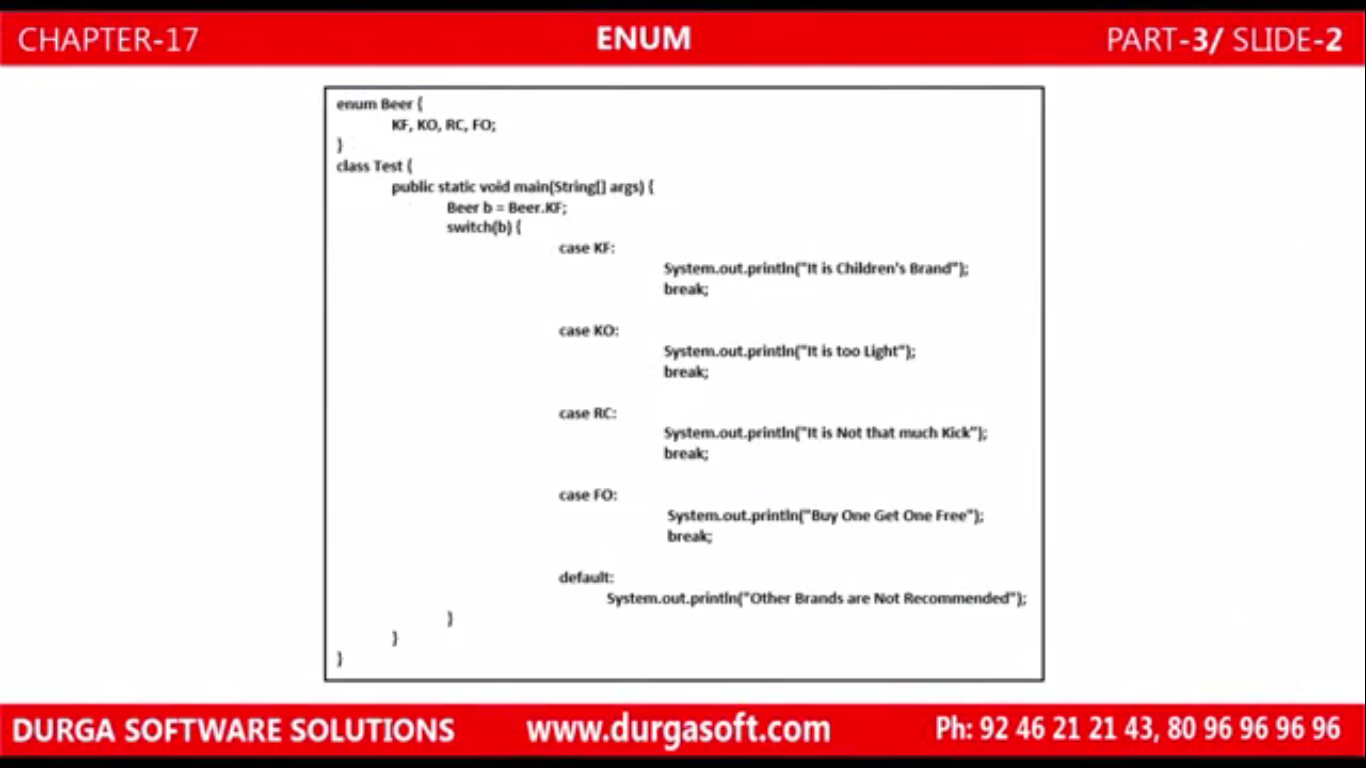 CHAPTER-17 ENUM PART-3/ SLIDE-2
enum Beer {
KF, KO, RC, FO;
}
class Test {
public static void main(String[] args) {
Beer b = Beer.KF;
switch(b) {
case KF:
System.out.println("It is Children's Brand");
break;
case KO:
System.out.println("It is too Light");
break;
case RC:
System.out.println("It is Not that much Kick");
break;
case FO:
System.out.println("Buy One Get One Free");
break;
default:
System.out.println("Other Brands are Not Recommended");
}
}
}
DURGA SOFTWARE SOLUTIONS www.durgasoft.com Ph: 92 46 21 21 43, 80 96 96 96 96